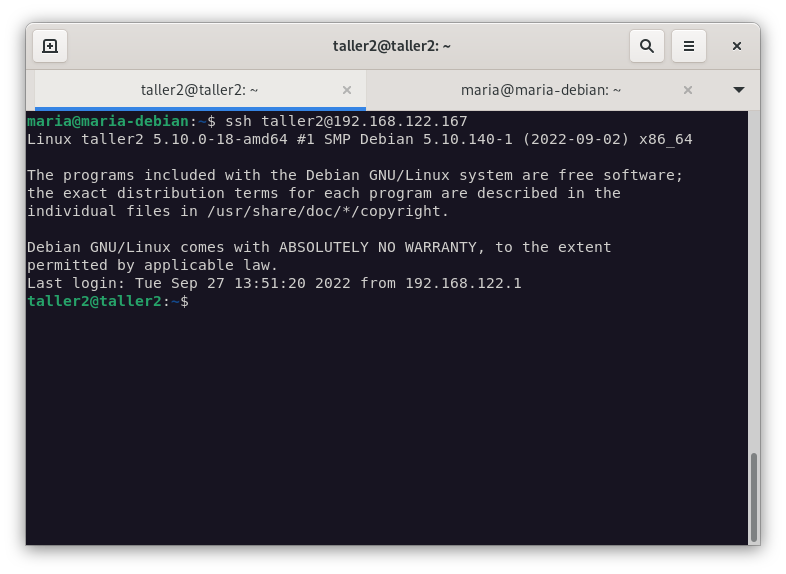 taller2@taller2: ~
taller2@taller2: ~
maria@maria-debian: ~
maria@maria-debian:~$ ssh taller2@192.168.122.167
Linux taller2 5.10.0-18-amd64 #1 SMP Debian 5.10.140-1 (2022-09-02) x86_64
The programs included with the Debian GNU/Linux system are free software;
the exact distribution terms for each program are described in the
individual files in /usr/share/doc/*/copyright.
Debian GNU/Linux comes with ABSOLUTELY NO WARRANTY, to the extent
permitted by applicable law.
Last login: Tue Sep 27 13:51:20 2022 from 192.168.122.1
taller2@taller2:~$